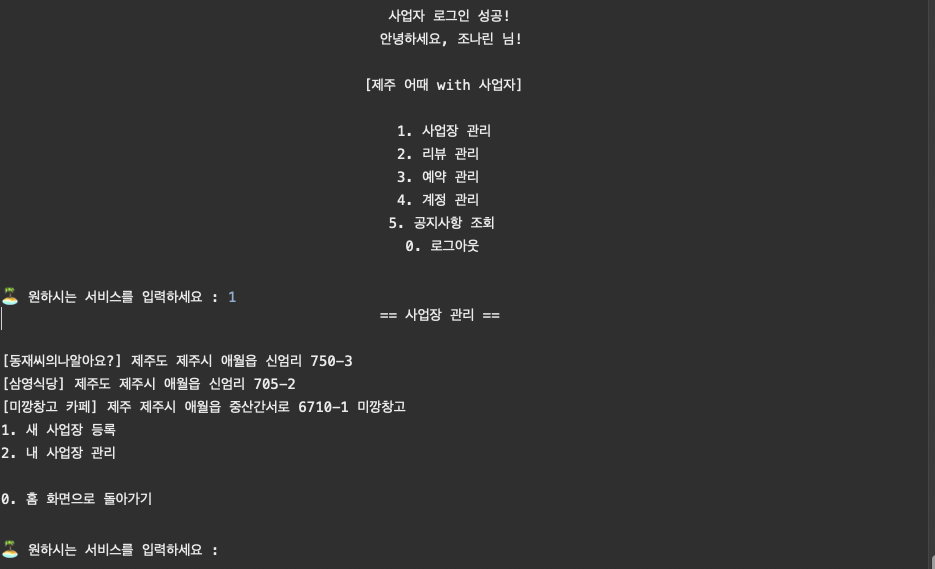 사업자 로그인 성공!
안녕하세요, 조나린 님!
[제주 어때 with 사업자]
1. 사업장 관리
2. 리뷰 관리
3. 예약 관리
4. 계정 관리
5. 공지사항 조회
0. 로그아웃
🏝️ 원하시는 서비스를 입력하세요 : 1
== 사업장 관리 ==
[동재씨의나알아요?] 제주도 제주시 애월읍 신엄리 750-3
[삼영식당] 제주도 제주시 애월읍 신엄리 705-2
[미깡창고 카페] 제주 제주시 애월읍 중산간서로 6710-1 미깡창고
1. 새 사업장 등록
2. 내 사업장 관리
0. 홈 화면으로 돌아가기
🏝️ 원하시는 서비스를 입력하세요 :